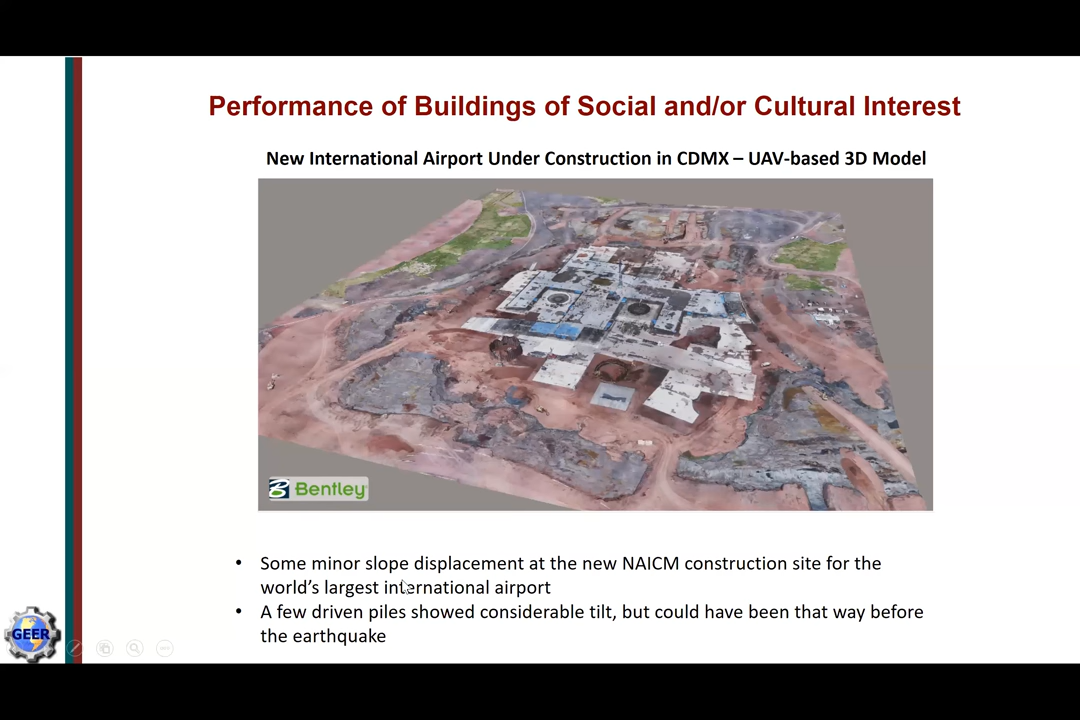 Performance of Buildings of Social and/or Cultural Interest
New International Airport Under Construction in CDMX – UAV-based 3D Model
Bentley
• Some minor slope displacement at the new NAICM construction site for the
world's largest international airport
• A few driven piles showed considerable tilt, but could have been that way before
the earthquake
GEER